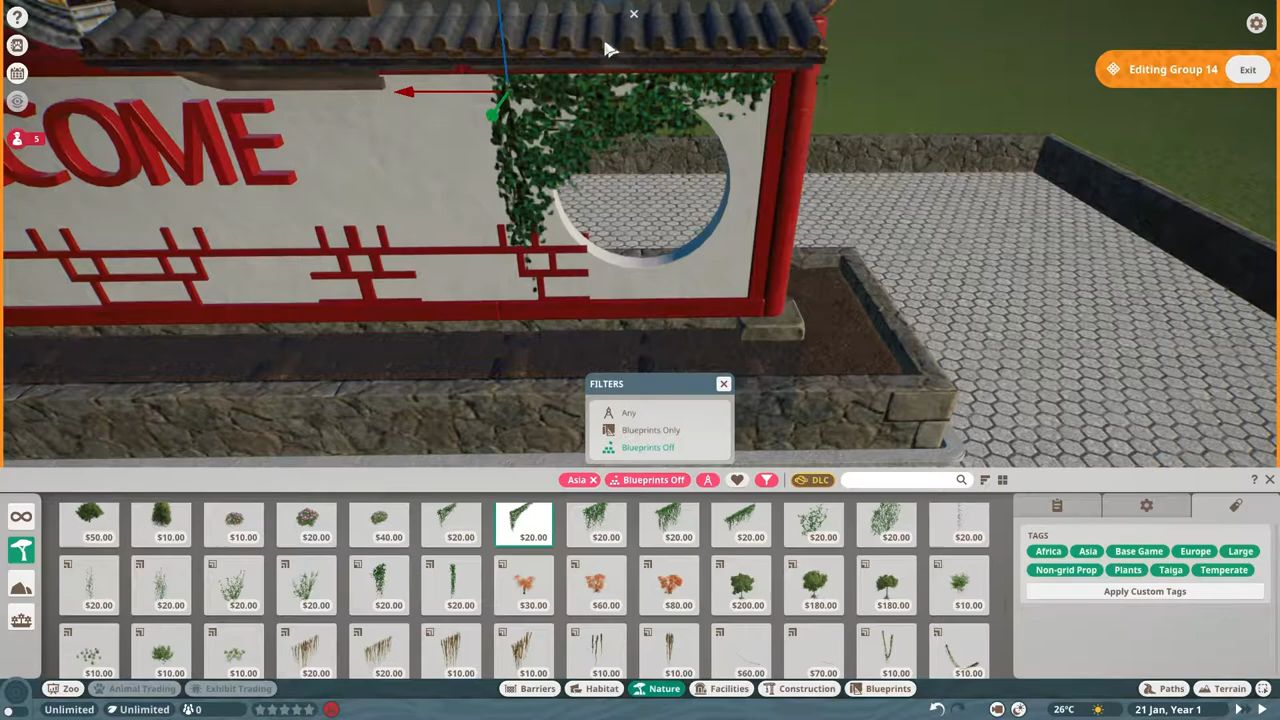 Editing Group 14
Exit
5
COME
FILTERS
Any
Blueprints Only
Blueprints Off
Asia
Blueprints Off
DLC
TAGS
Africa Asia Base Game Europe Large
Non-grid Prop Plants Taiga Temperate
Apply Custom Tags
$50.00 $10.00 $10.00 $20.00 $40.00 $20.00 $20.00 $20.00 $20.00 $20.00 $20.00 $20.00 $20.00
$20.00 $20.00 $20.00 $20.00 $20.00 $20.00 $30.00 $60.00 $80.00 $200.00 $180.00 $180.00 $10.00
$10.00 $10.00 $10.00 $20.00 $20.00 $10.00 $20.00 $10.00 $10.00 $60.00 $70.00 $10.00 $10.00
Zoo Animal Trading Exhibit Trading Barriers Habitat Nature Facilities Construction Blueprints Paths Terrain
Unlimited Unlimited 0 26°C 21 Jan, Year 1